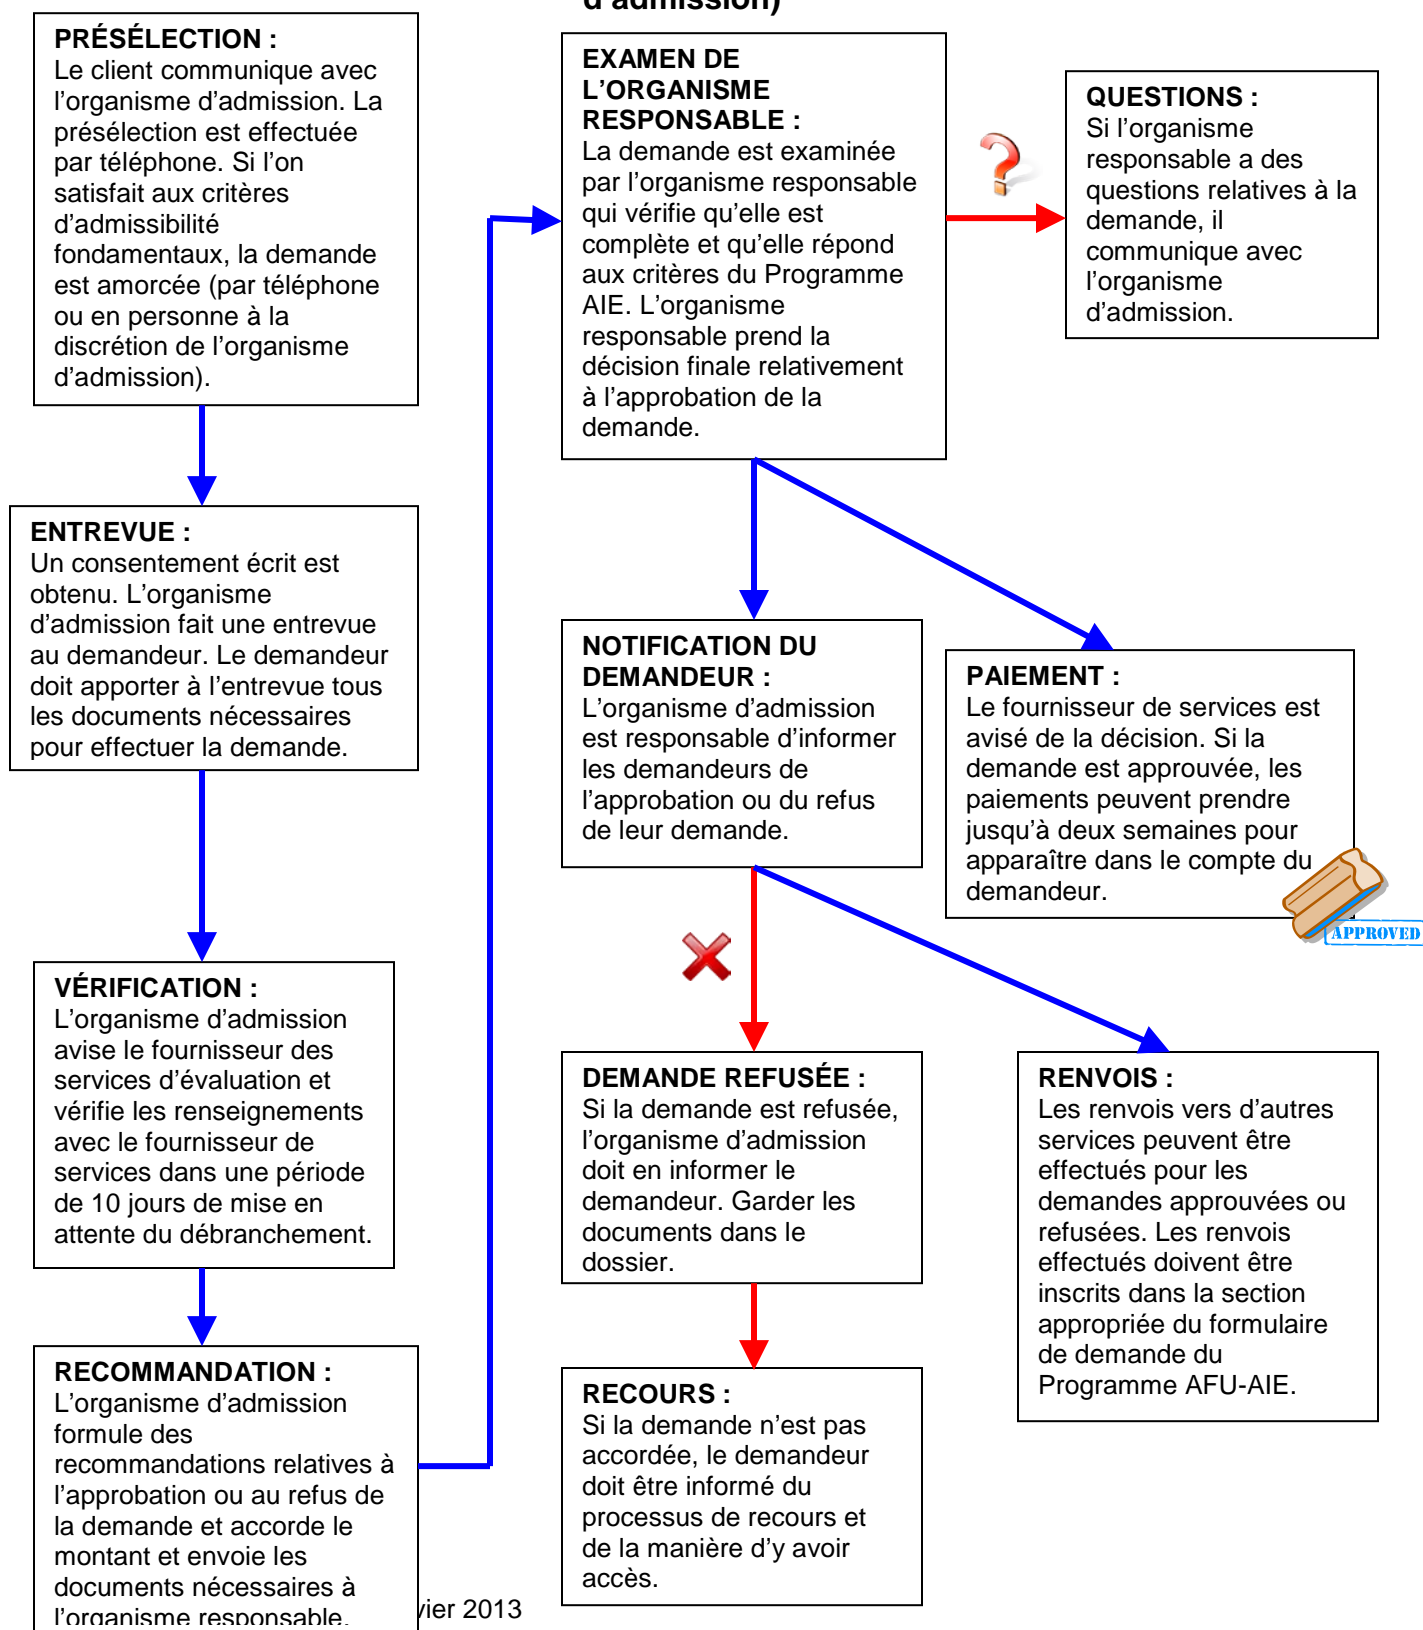 d'admission)
PRÉSÉLECTION :
Le client communique avec
l'organisme d'admission. La
présélection est effectuée
par téléphone. Si l'on
satisfait aux critères
d'admissibilité
fondamentaux, la demande
est amorcée (par téléphone
ou en personne à la
discrétion de l'organisme
d'admission).
ENTREVUE :
Un consentement écrit est
obtenu. L'organisme
d'admission fait une entrevue
au demandeur. Le demandeur
doit apporter à l'entrevue tous
les documents nécessaires
pour effectuer la demande.
VÉRIFICATION :
L'organisme d'admission
avise le fournisseur des
services d'évaluation et
vérifie les renseignements
avec le fournisseur de
services dans une période
de 10 jours de mise en
attente du débranchement.
RECOMMANDATION :
L'organisme d'admission
formule des
recommandations relatives à
l'approbation ou au refus de
la demande et accorde le
montant et envoie les
documents nécessaires à
l'organisme responsable.
EXAMEN DE
L'ORGANISME
RESPONSABLE :
La demande est examinée
par l'organisme responsable
qui vérifie qu'elle est
complète et qu'elle répond
aux critères du Programme
AIE. L'organisme
responsable prend la
décision finale relativement
à l'approbation de la
demande.
QUESTIONS :
Si l'organisme
responsable a des
questions relatives à la
demande, il
communique avec
l'organisme
d'admission.
NOTIFICATION DU
DEMANDEUR :
L'organisme d'admission
est responsable d'informer
les demandeurs de
l'approbation ou du refus
de leur demande.
PAIEMENT :
Le fournisseur de services est
avisé de la décision. Si la
demande est approuvée, les
paiements peuvent prendre
jusqu'à deux semaines pour
apparaître dans le compte du
demandeur.
APPROVED
DEMANDE REFUSÉE :
Si la demande est refusée,
l'organisme d'admission
doit en informer le
demandeur. Garder les
documents dans le
dossier.
RENVOIS :
Les renvois vers d'autres
services peuvent être
effectués pour les
demandes approuvées ou
refusées. Les renvois
effectués doivent être
inscrits dans la section
appropriée du formulaire
de demande du
Programme AFU-AIE.
RECOURS :
Si la demande n'est pas
accordée, le demandeur
doit être informé du
processus de recours et
de la manière d'y avoir
accès.
vier 2013